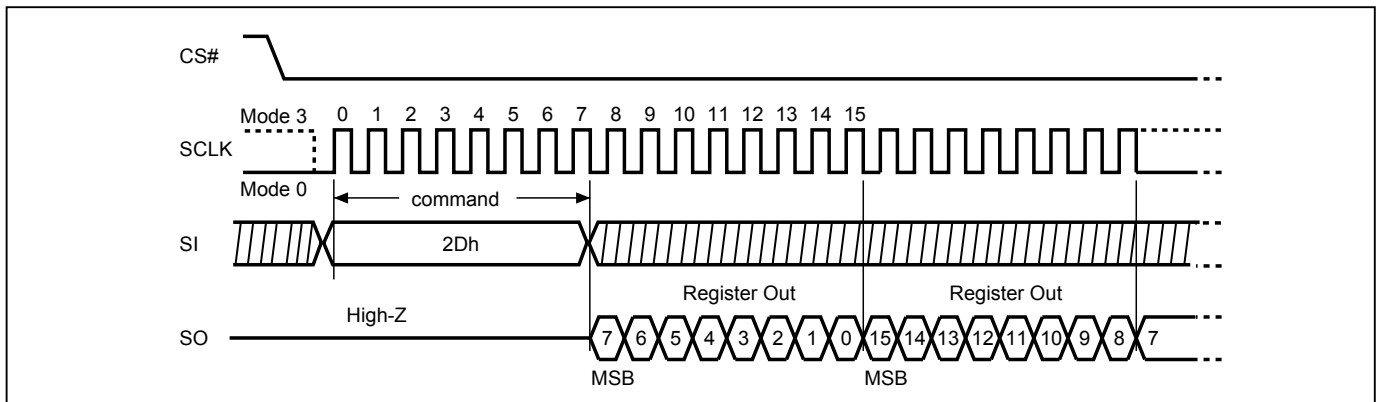 CS#
Mode 3
0 1 2 3 4 5 6 7 8 9 10 11 12 13 14 15
SCLK
Mode 0
command
SI
2Dh
Register Out Register Out
High-Z
SO
7 6 5 4 3 2 1 0 15 14 13 12 11 10 9 8 7
MSB MSB